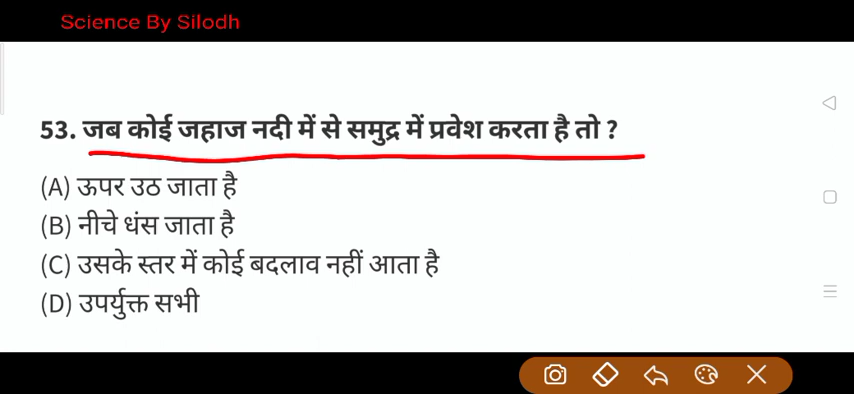 Science By Silodh
53. जब कोई जहाज नदी में से समुद्र में प्रवेश करता है तो ?
(A) ऊपर उठ जाता है
(B) नीचे धंस जाता है
(C) उसके स्तर में कोई बदलाव नहीं आता है
(D) उपर्युक्त सभी